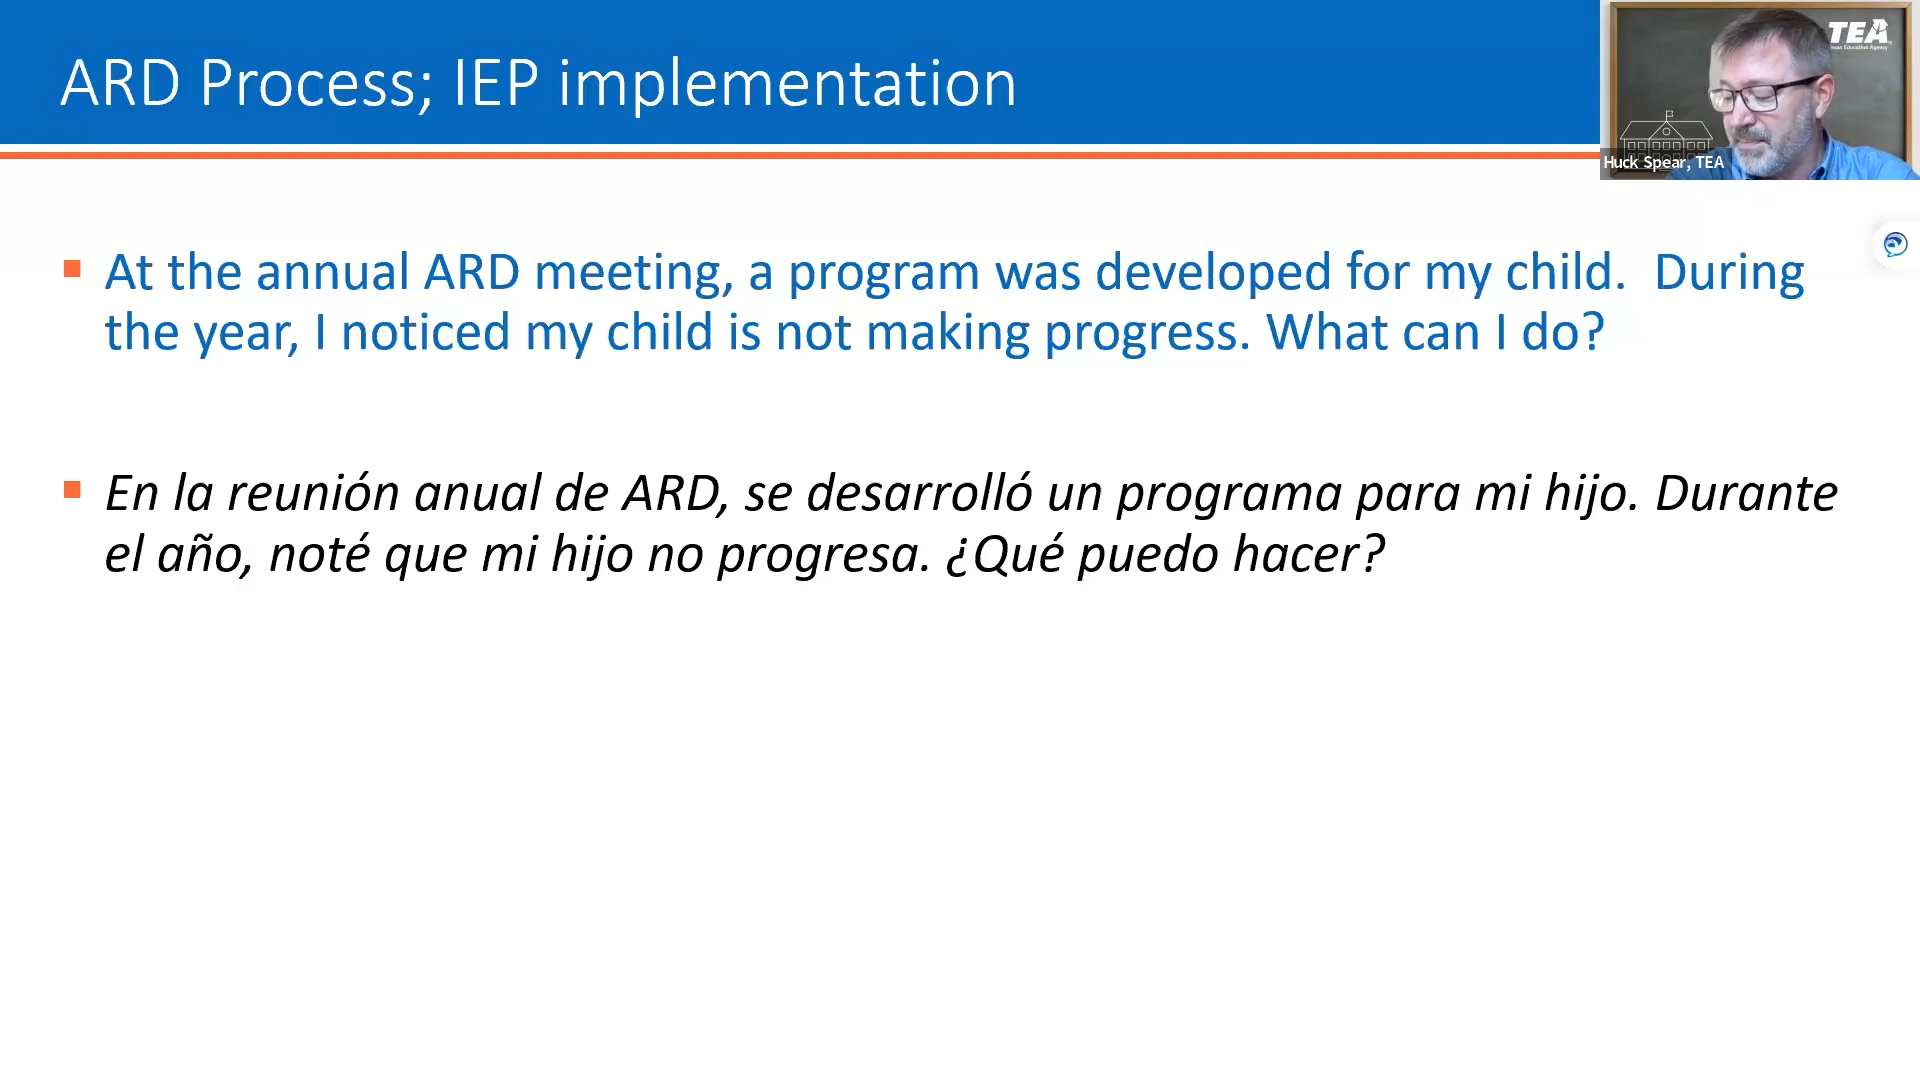 ARD Process; IEP implementation
TEA
Texas Education Agency
Huck Spear, TEA
At the annual ARD meeting, a program was developed for my child.  During
the year, I noticed my child is not making progress. What can I do?
En la reunión anual de ARD, se desarrolló un programa para mi hijo. Durante
el año, noté que mi hijo no progresa. ¿Qué puedo hacer?